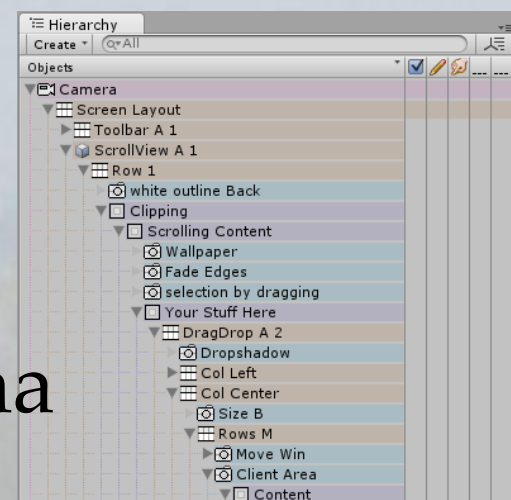 Hierarchy
Create All
Objects
Camera
Screen Layout
Toolbar A 1
ScrollView A 1
Row 1
white outline Back
Clipping
Scrolling Content
Wallpaper
Fade Edges
selection by dragging
Your Stuff Here
DragDrop A 2
Dropshadow
Col Left
Col Center
Size B
Rows M
Move Win
Client Area
Content